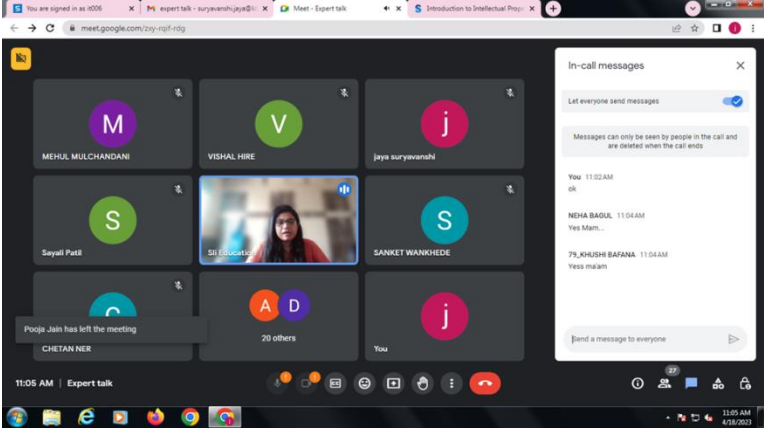 You are signed in as it006
expert talk - suryavanshi.jaya@k
Meet - Expert talk
Introduction to Intellectual Prop
meet.google.com/zxy-rqif-rdg
M
MEHUL MULCHANDANI
V
VISHAL HIRE
j
jaya suryavanshi
S
Sayali Patil
Sli Education
S
SANKET WANKHEDE
CHETAN NER
Pooja Jain has left the meeting
A D
20 others
j
You
In-call messages
Let everyone send messages
Messages can only be seen by people in the call and
are deleted when the call ends
You 11:02 AM
ok
NEHA BAGUL 11:04 AM
Yes Mam...
79_KHUSHI BAFANA 11:04 AM
Yess ma'am
Send a message to everyone
11:05 AM | Expert talk
27
11:05 AM
4/18/2023